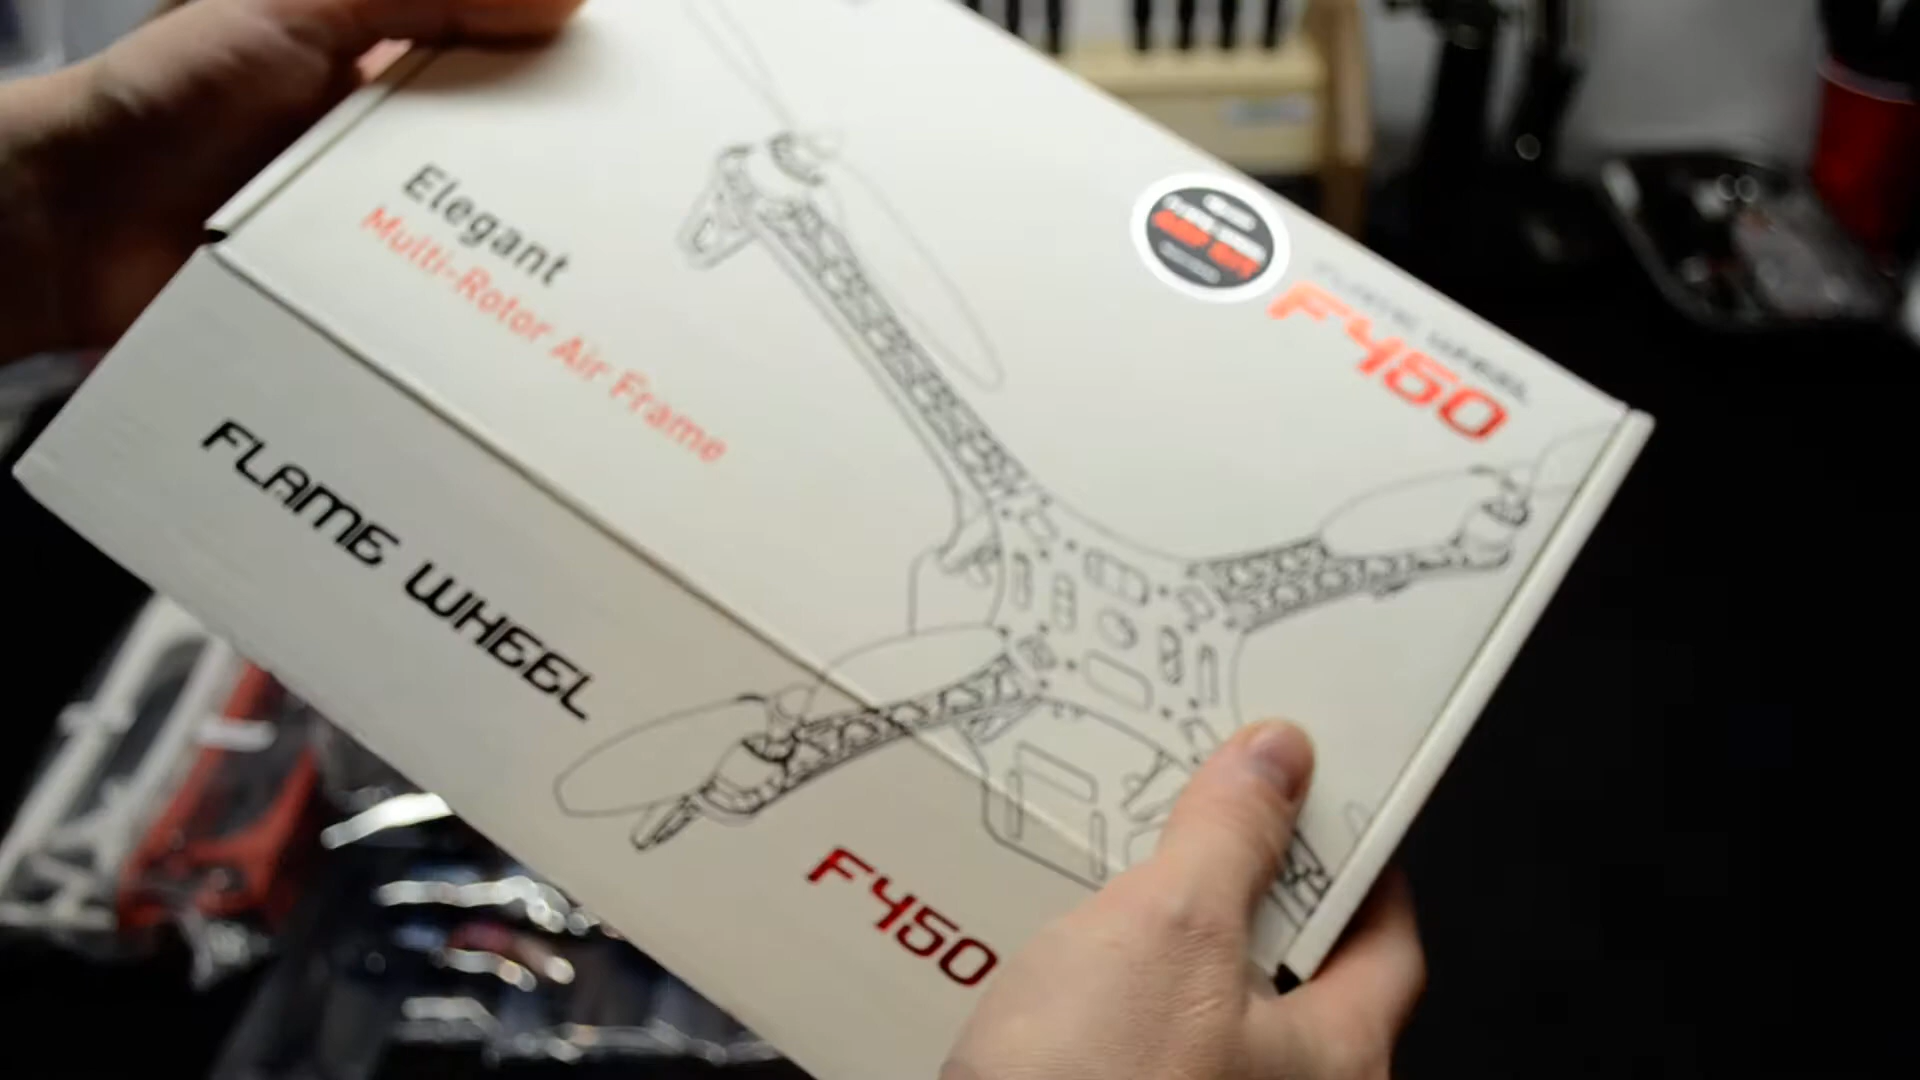 Elegant
Multi-Rotor Air Frame
FLAME WHEEL
F450
FLAME WHEEL
F450